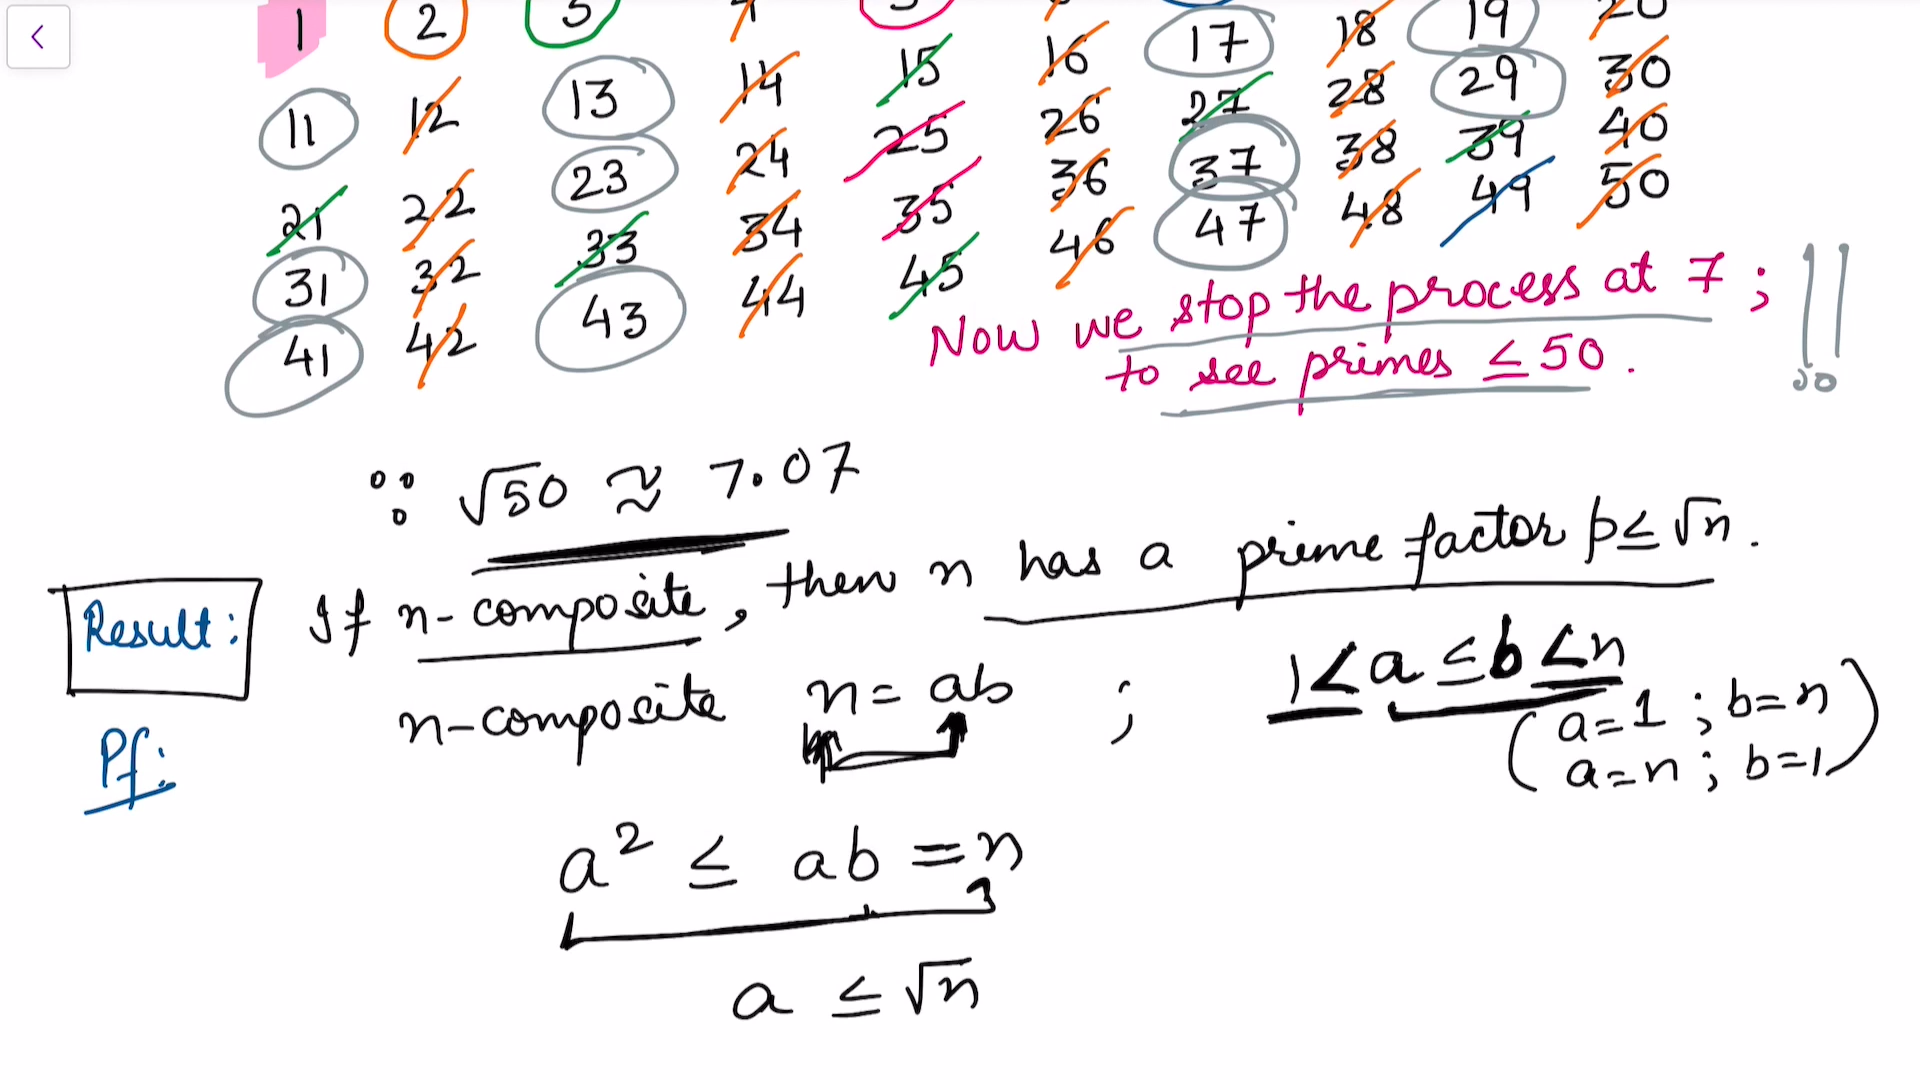 1 2 3 4 5 17 18 19 20
11 12 13 14 15 16 27 28 29 30
21 22 23 24 25 26 37 38 39 40
31 32 33 34 35 36 47 48 49 50
41 42 43 44 45 46
Now we stop the process at 7 ; !!
to see primes ≤ 50 .
∵ √50 ≈ 7.07
Result: If n-composite, then n has a prime factor p ≤ √n .
Pf: n-composite n = ab ; 1 < a ≤ b < n
( a=1 ; b=n
a=n ; b=1 )
a² ≤ ab = n
a ≤ √n